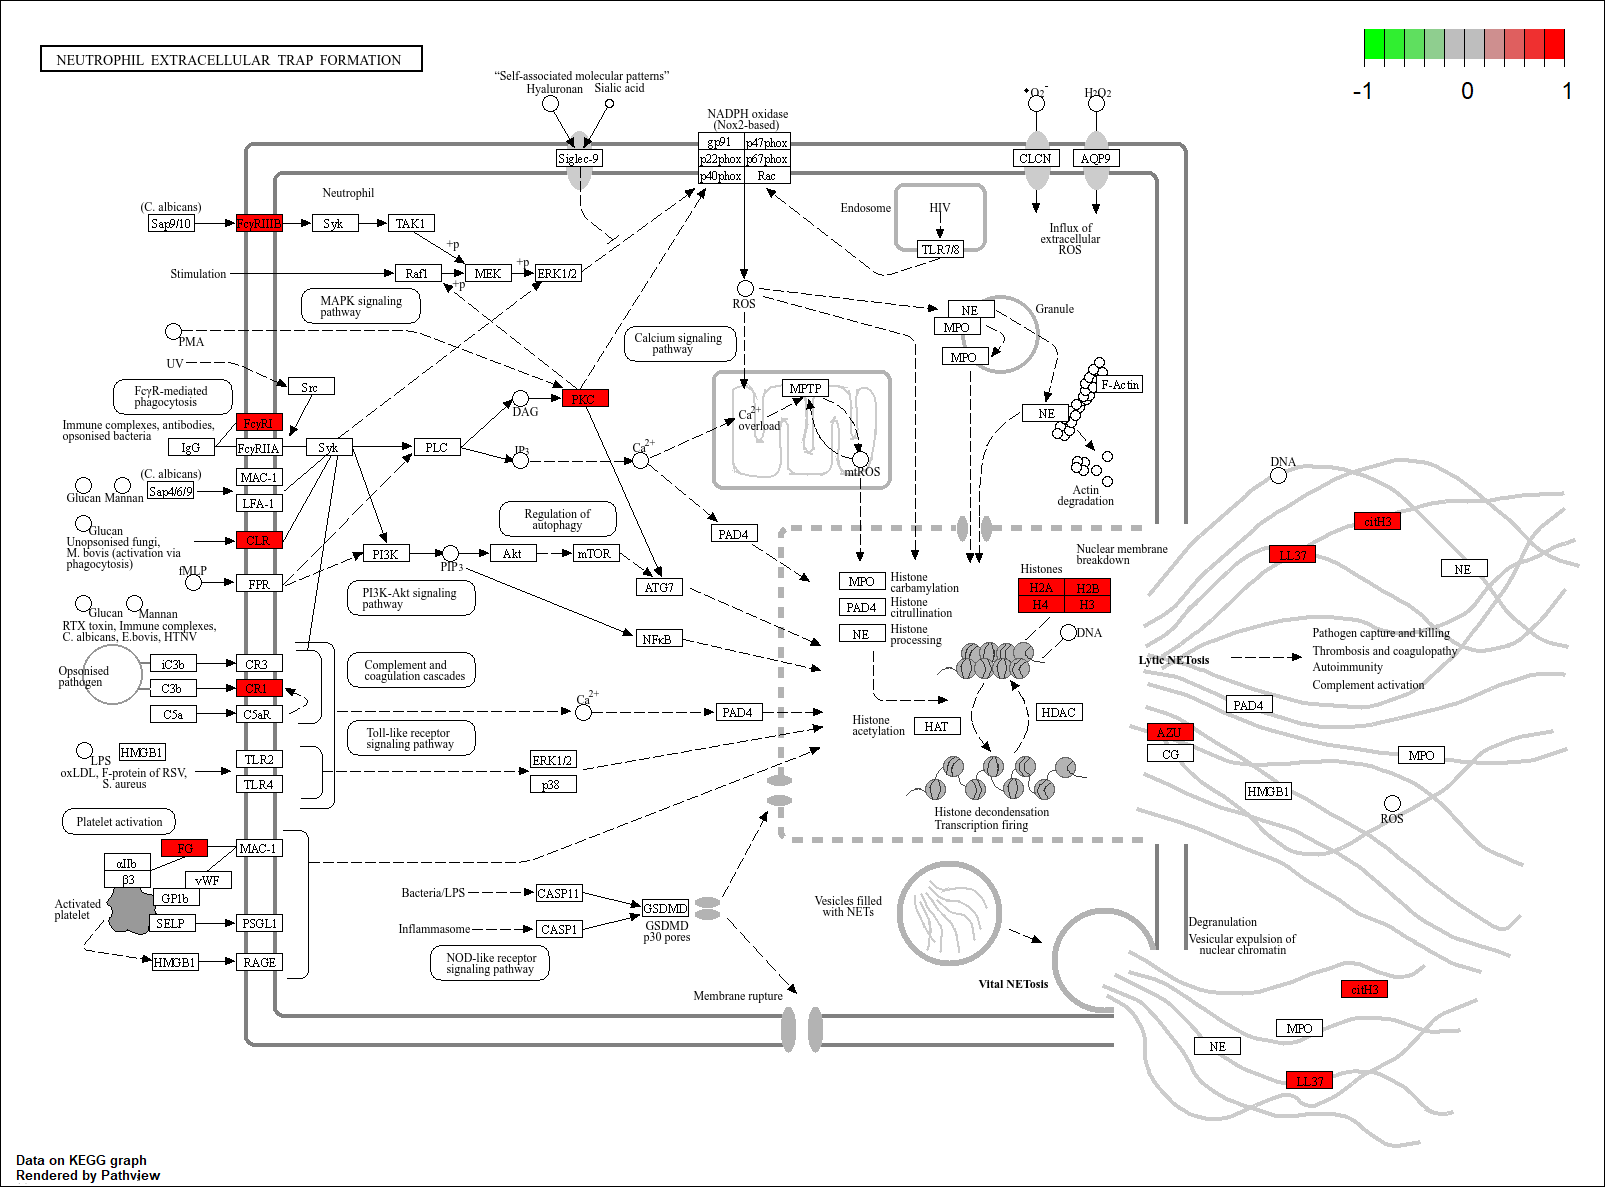 NEUTROPHIL EXTRACELLULAR TRAP FORMATION
-1
0
1
“Self-associated molecular patterns”
Hyaluronan
Sialic acid
Siglec-9
NADPH oxidase
(Nox2-based)
gp91
p47phox
p22phox
p67phox
p40phox
Rac
•O2-
H2O2
CLCN
AQP9
Influx of
extracellular
ROS
Neutrophil
Endosome
HIV
TLR7/8
(C. albicans)
Sap9/10
FcγRIIIB
Syk
TAK1
+p
Stimulation
Raf1
MEK
+p
ERK1/2
+p
MAPK signaling
pathway
ROS
Granule
NE
MPO
MPO
PMA
Calcium signaling
pathway
UV
Src
FcγR-mediated
phagocytosis
PKC
DAG
MPTP
Ca2+
overload
mtROS
F-Actin
NE
Actin
degradation
Immune complexes, antibodies,
opsonised bacteria
FcγRI
IgG
FcγRIIA
Syk
PLC
IP3
Ca2+
MAC-1
(C. albicans)
Glucan
Mannan
Sap4/6/9
LFA-1
Glucan
Unopsonised fungi,
M. bovis (activation via
phagocytosis)
CLR
Regulation of
autophagy
PAD4
PI3K
PIP3
Akt
mTOR
fMLP
FPR
ATG7
PI3K-Akt signaling
pathway
NFκB
Glucan
Mannan
RTX toxin, Immune complexes,
C. albicans, E.bovis, HTNV
Nuclear membrane
breakdown
MPO
Histone
carbamylation
PAD4
Histone
citrullination
NE
Histone
processing
Histones
H2A
H2B
H4
H3
DNA
Opsonised
pathogen
iC3b
CR3
C3b
CR1
C5a
C5aR
Complement and
coagulation cascades
Ca2+
PAD4
Histone
acetylation
HAT
HDAC
Toll-like receptor
signaling pathway
LPS
HMGB1
oxLDL, F-protein of RSV,
S. aureus
TLR2
TLR4
ERK1/2
p38
Histone decondensation
Transcription firing
Platelet activation
FG
MAC-1
αIIb
β3
vWF
GP1b
Activated
platelet
SELP
PSGL1
HMGB1
RAGE
Bacteria/LPS
CASP11
Inflammasome
CASP1
GSDMD
GSDMD
p30 pores
NOD-like receptor
signaling pathway
Membrane rupture
Vesicles filled
with NETs
Vital NETosis
Degranulation
Vesicular expulsion of
nuclear chromatin
DNA
citH3
LL37
NE
Lytic NETosis
Pathogen capture and killing
Thrombosis and coagulopathy
Autoimmunity
Complement activation
PAD4
AZU
CG
MPO
HMGB1
ROS
citH3
MPO
NE
LL37
Data on KEGG graph
Rendered by Pathview